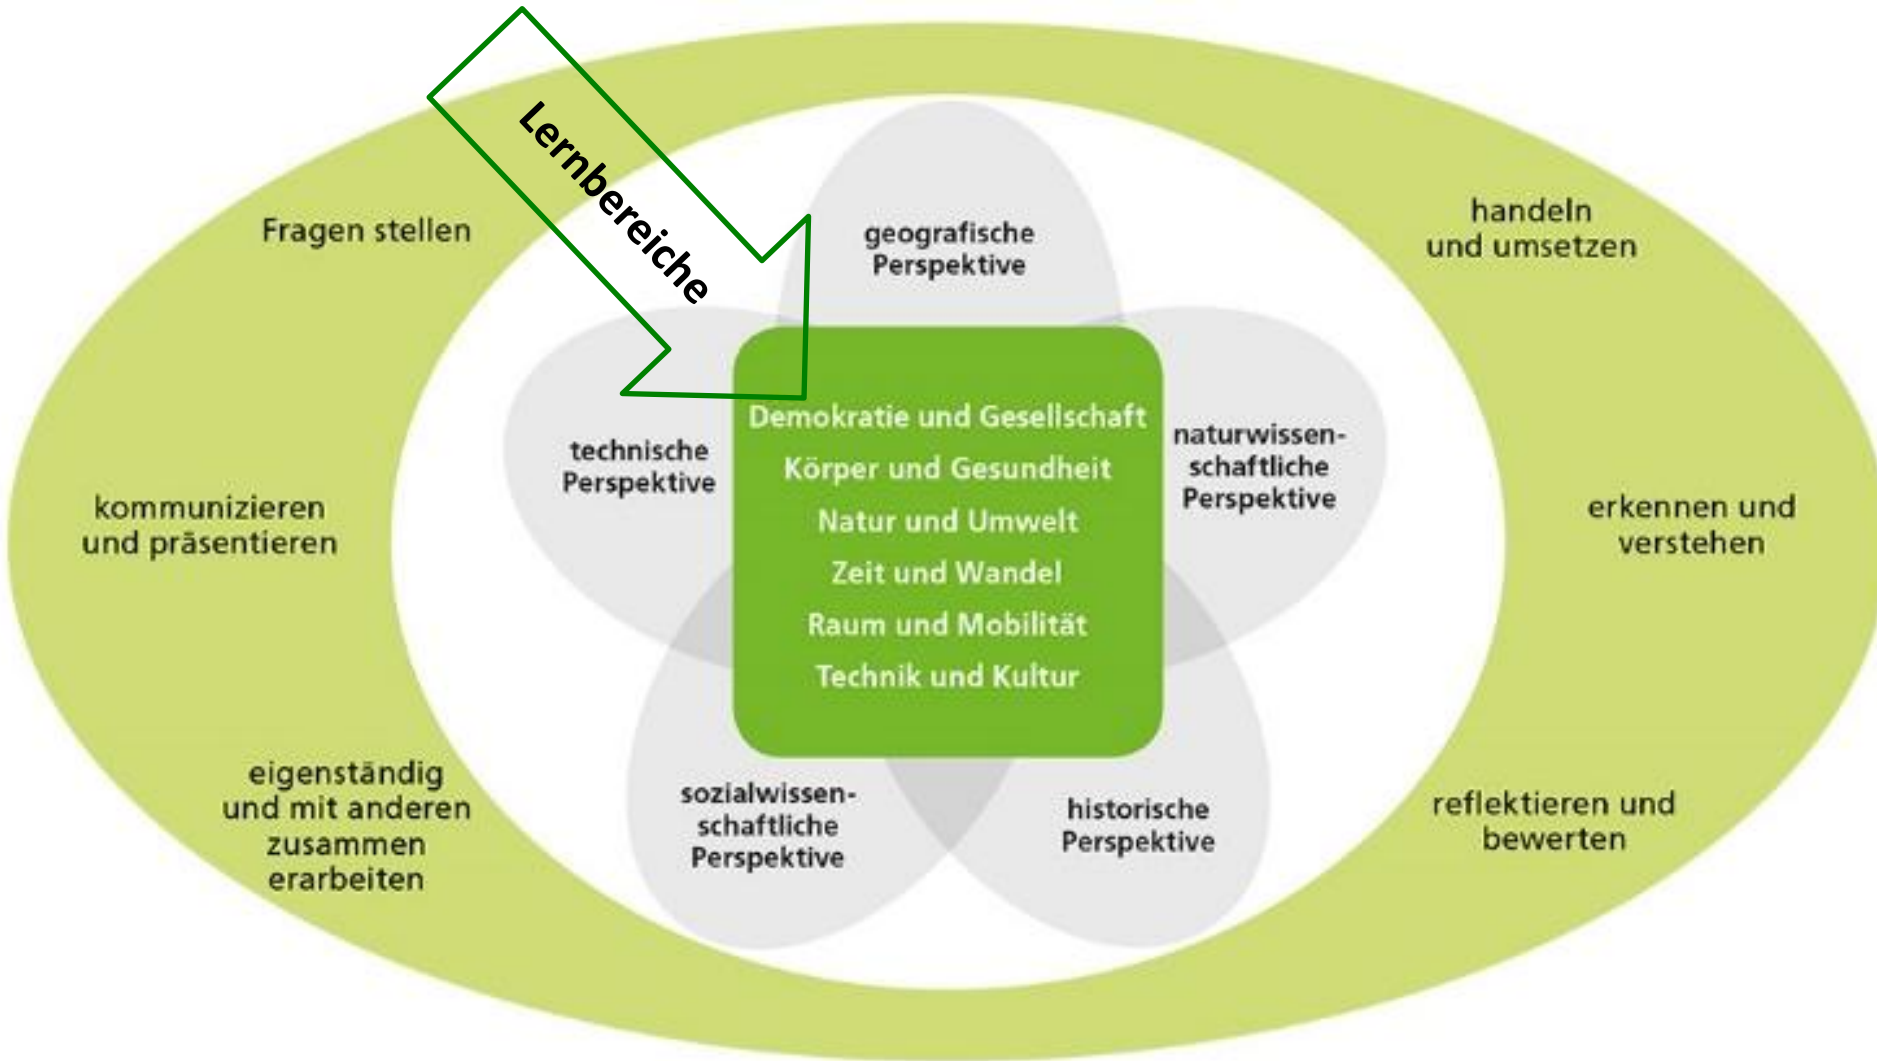 Lernbereiche
Fragen stellen
handeln
und umsetzen
geografische
Perspektive
technische
Perspektive
Demokratie und Gesellschaft
Körper und Gesundheit
Natur und Umwelt
Zeit und Wandel
Raum und Mobilität
Technik und Kultur
naturwissen-
schaftliche
Perspektive
kommunizieren
und präsentieren
erkennen und
verstehen
eigenständig
und mit anderen
zusammen
erarbeiten
sozialwissen-
schaftliche
Perspektive
historische
Perspektive
reflektieren und
bewerten